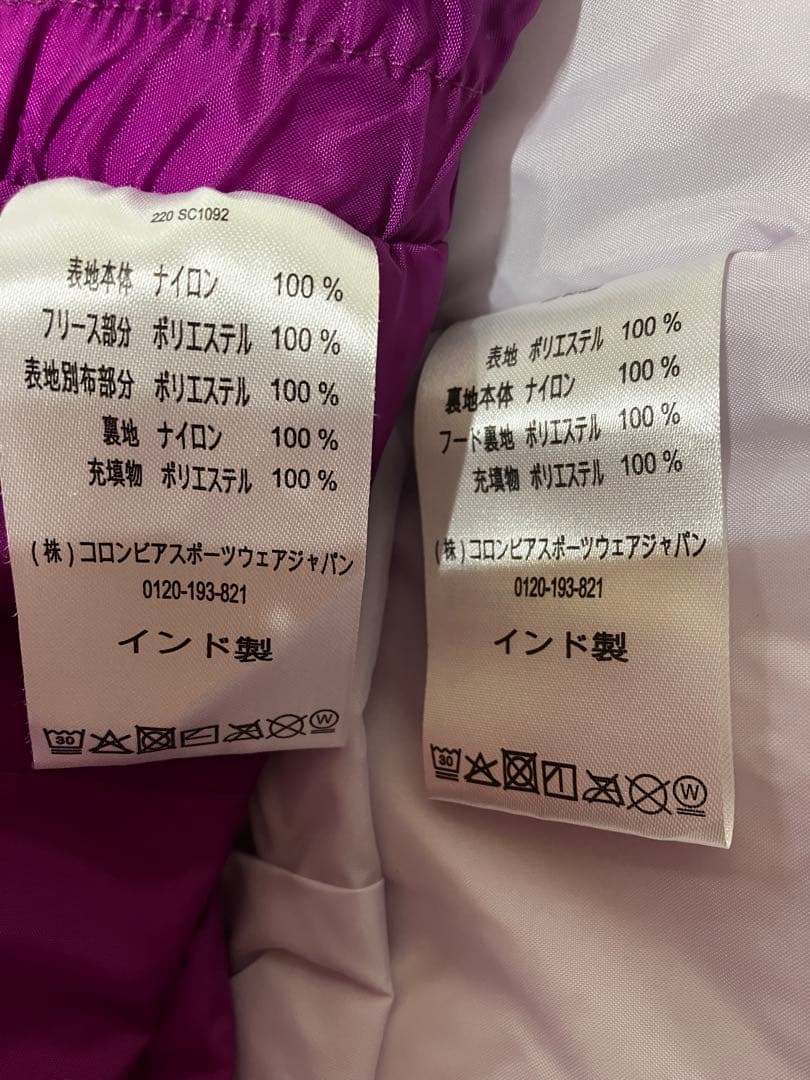 220 SC1092
表地本体 ナイロン 100 %
フリース部分 ポリエステル 100 %
表地別布部分 ポリエステル 100 %
裏地 ナイロン 100 %
充填物 ポリエステル 100 %
(株)コロンビアスポーツウェアジャパン
0120-193-821
インド製
30
W
表地 ポリエステル 100 %
裏地本体 ナイロン 100 %
フード裏地 ポリエステル 100 %
充填物 ポリエステル 100 %
(株)コロンビアスポーツウェアジャパン
0120-193-821
インド製
30
W